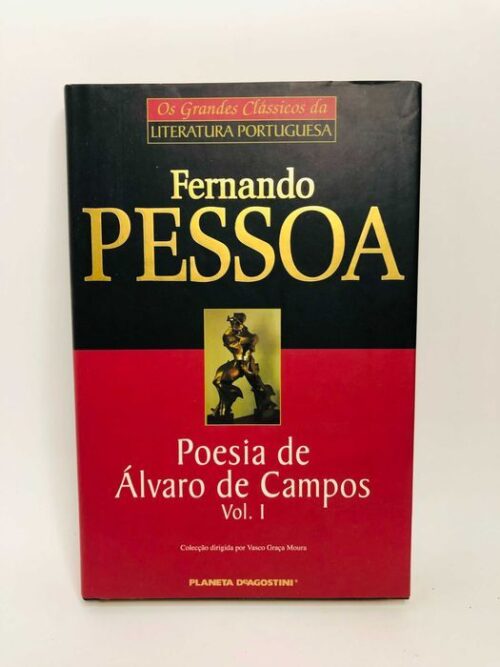 Os Grandes Clássicos da
LITERATURA PORTUGUESA
Fernando
PESSOA
Poesia de
Álvaro de Campos
Vol. I
Colecção dirigida por Vasco Graça Moura
PLANETA DEAGOSTINI®